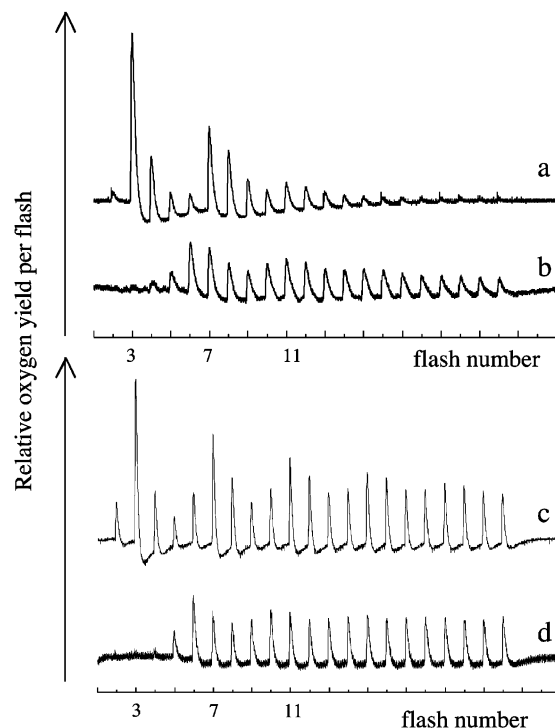 Relative oxygen yield per flash
a
b
3 7 11 flash number
c
d
3 7 11 flash number